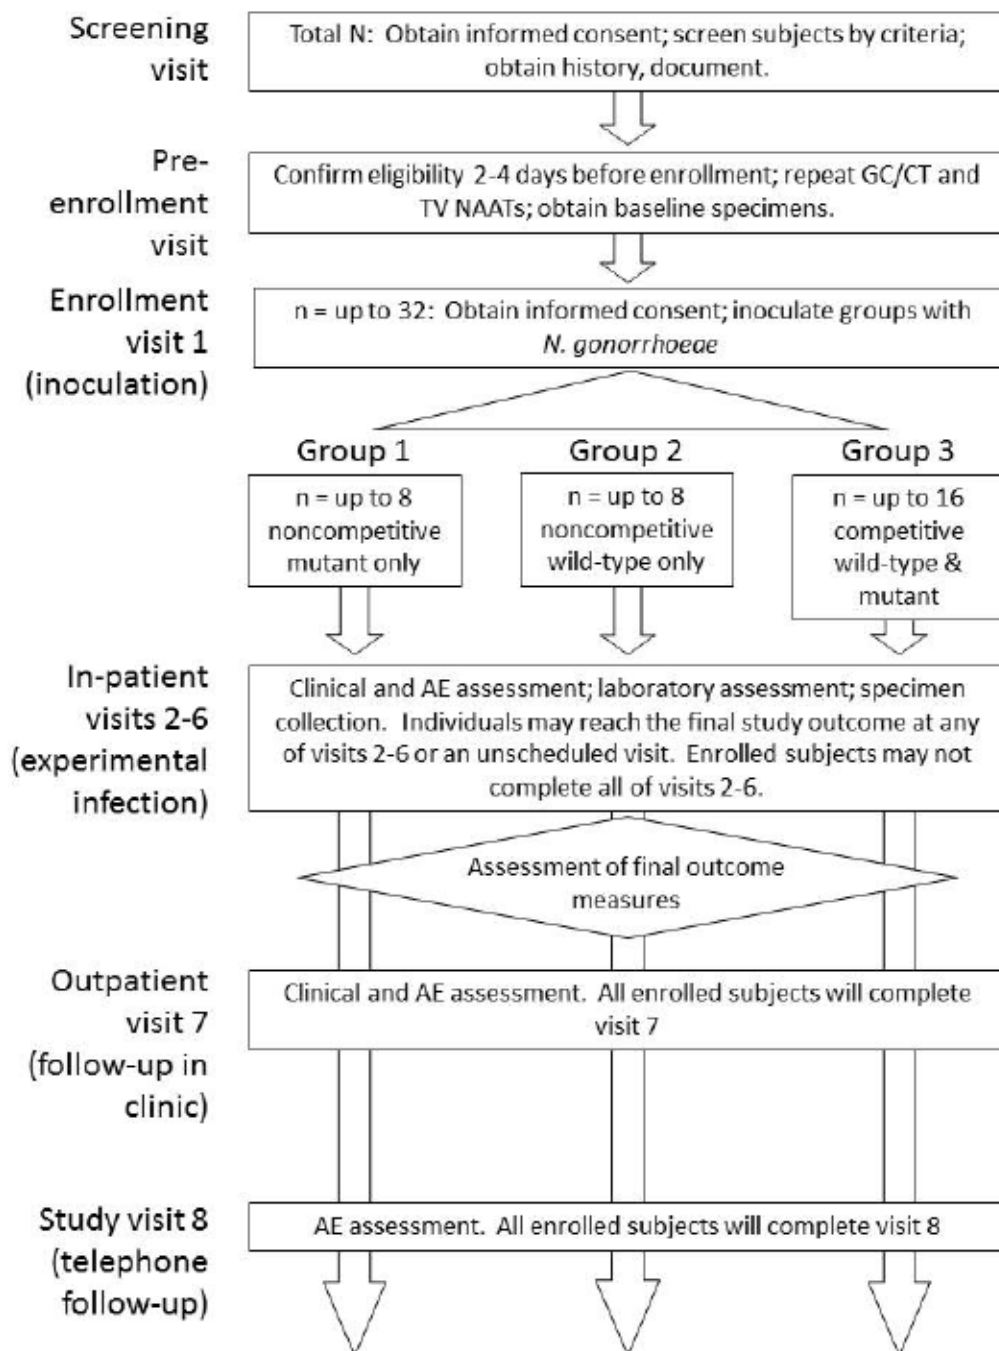 Screening
visit
Total N: Obtain informed consent; screen subjects by criteria;
obtain history, document.
Pre-
enrollment
visit
Confirm eligibility 2-4 days before enrollment; repeat GC/CT and
TV NAATs; obtain baseline specimens.
Enrollment
visit 1
(inoculation)
n = up to 32: Obtain informed consent; inoculate groups with
N. gonorrhoeae
Group 1
n = up to 8
noncompetitive
mutant only
Group 2
n = up to 8
noncompetitive
wild-type only
Group 3
n = up to 16
competitive
wild-type &
mutant
In-patient
visits 2-6
(experimental
infection)
Clinical and AE assessment; laboratory assessment; specimen
collection. Individuals may reach the final study outcome at any
of visits 2-6 or an unscheduled visit. Enrolled subjects may not
complete all of visits 2-6.
Assessment of final outcome
measures
Outpatient
visit 7
(follow-up in
clinic)
Clinical and AE assessment. All enrolled subjects will complete
visit 7
Study visit 8
(telephone
follow-up)
AE assessment. All enrolled subjects will complete visit 8